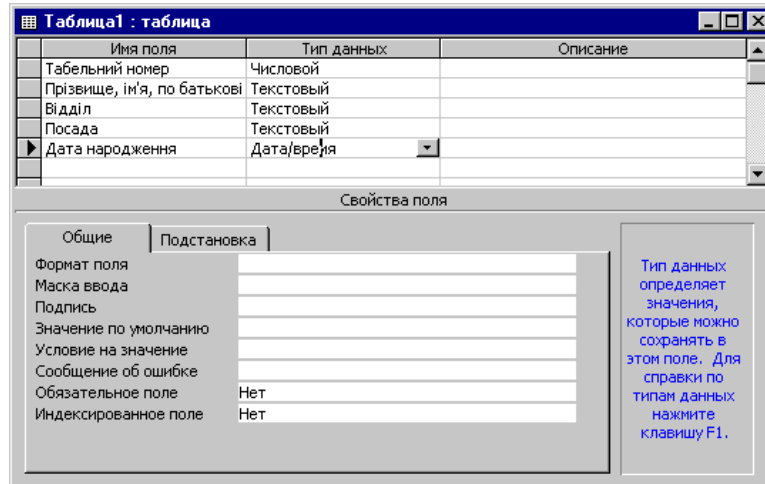 Таблица1 : таблица
Имя поля Тип данных Описание
Табельний номер Числовой
Прізвище, ім'я, по батькові Текстовый
Відділ Текстовый
Посада Текстовый
Дата народження Дата/время
Свойства поля
Общие Подстановка
Формат поля
Маска ввода
Подпись
Значение по умолчанию
Условие на значение
Сообщение об ошибке
Обязательное поле Нет
Индексированное поле Нет
Тип данных
определяет
значения,
которые можно
сохранять в
этом поле. Для
справки по
типам данных
нажмите
клавишу F1.